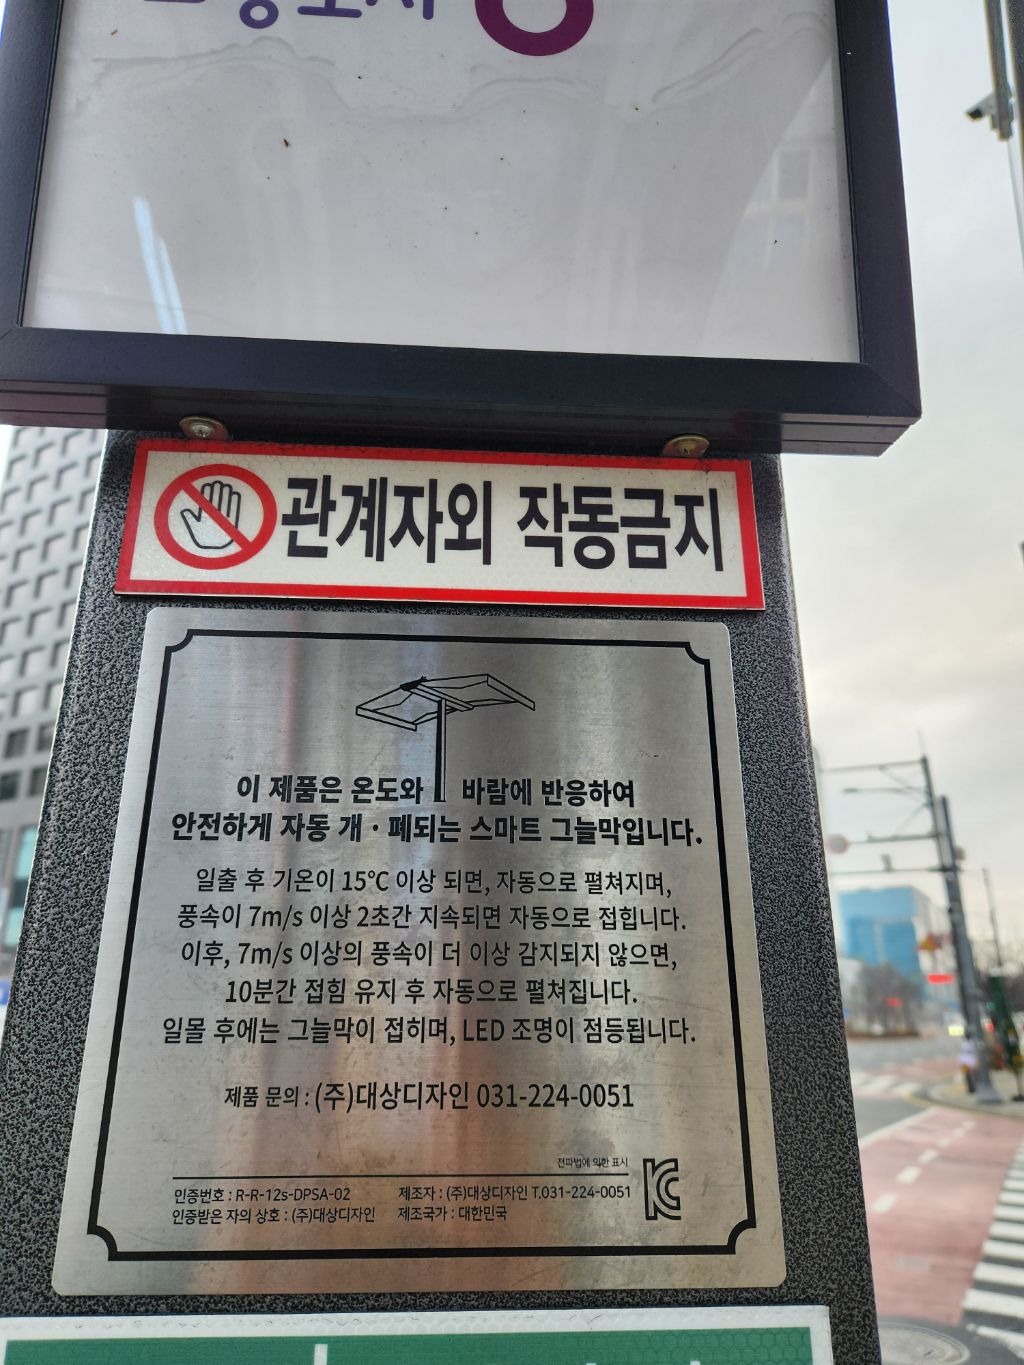 관계자외 작동금지
이 제품은 온도와 바람에 반응하여
안전하게 자동 개 · 폐되는 스마트 그늘막입니다.
일출 후 기온이 15℃ 이상 되면, 자동으로 펼쳐지며,
풍속이 7m/s 이상 2초간 지속되면 자동으로 접힙니다.
이후, 7m/s 이상의 풍속이 더 이상 감지되지 않으면,
10분간 접힘 유지 후 자동으로 펼쳐집니다.
일몰 후에는 그늘막이 접히며, LED 조명이 점등됩니다.
제품 문의 : (주)대상디자인 031-224-0051
전파법에 의한 표시
인증번호 : R-R-12s-DPSA-02 제조자 : (주)대상디자인 T.031-224-0051
인증받은 자의 상호 : (주)대상디자인 제조국가 : 대한민국